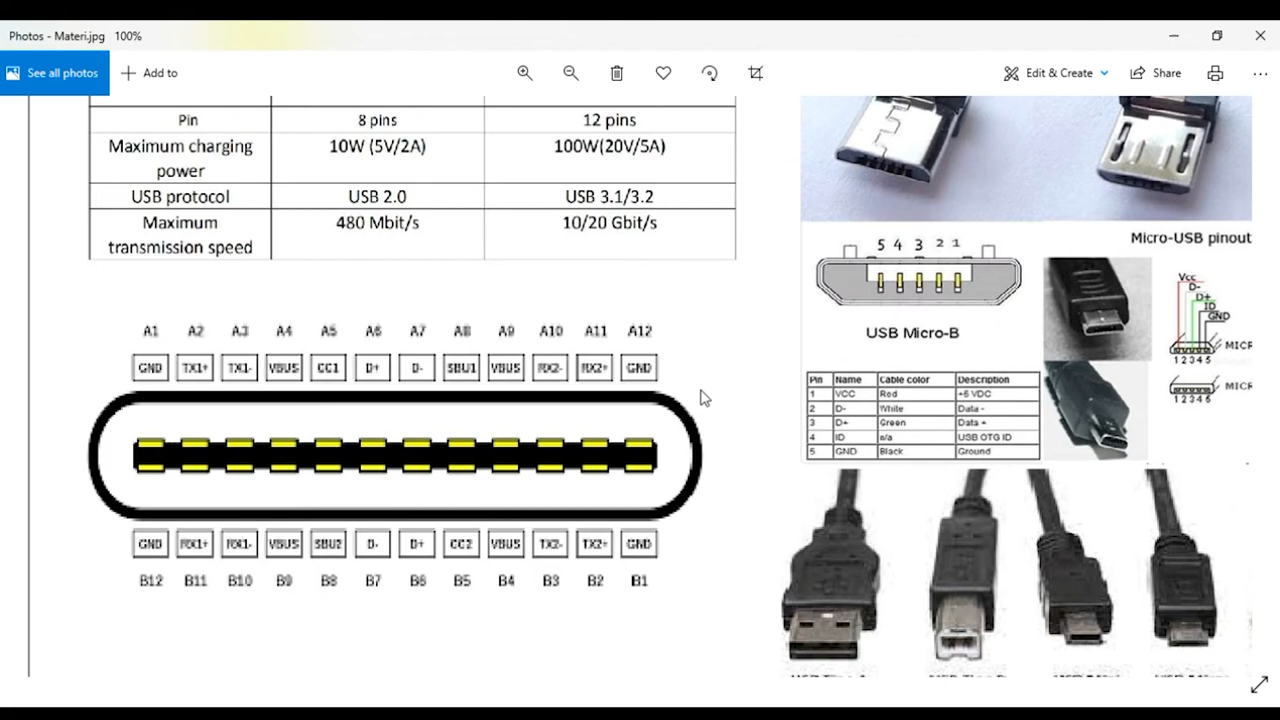 Photos - Materi.jpg 100%
See all photos
Add to
Edit & Create
Share
Pin 8 pins 12 pins
Maximum charging power 10W (5V/2A) 100W(20V/5A)
USB protocol USB 2.0 USB 3.1/3.2
Maximum transmission speed 480 Mbit/s 10/20 Gbit/s
A1 A2 A3 A4 A5 A6 A7 A8 A9 A10 A11 A12
GND TX1+ TX1- VBUS CC1 D+ D- SBU1 VBUS RX2- RX2+ GND
GND RX1+ RX1- VBUS SBU2 D- D+ CC2 VBUS TX2- TX2+ GND
B12 B11 B10 B9 B8 B7 B6 B5 B4 B3 B2 B1
5 4 3 2 1
USB Micro-B
Micro-USB pinout
Vcc
D-
D+
ID
GND
MICR
1 2 3 4 5
MICR
1 2 3 4 5
Pin Name Cable color Description
1 VCC Red +5 VDC
2 D- White Data -
3 D+ Green Data +
4 ID n/a USB OTG ID
5 GND Black Ground